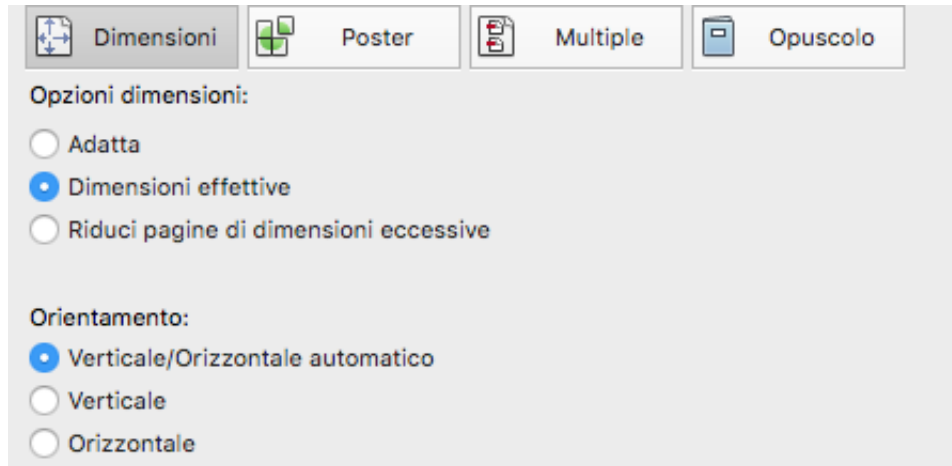 Dimensioni Poster Multiple Opuscolo
Opzioni dimensioni:
Adatta
Dimensioni effettive
Riduci pagine di dimensioni eccessive
Orientamento:
Verticale/Orizzontale automatico
Verticale
Orizzontale